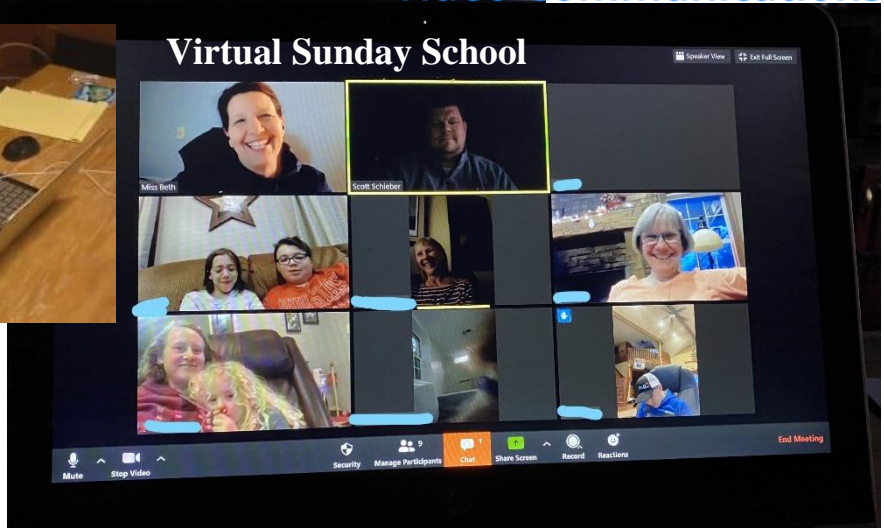 Virtual Sunday School
Speaker View
Exit Full Screen
Miss Beth
Scott Schieber
Mute
Stop Video
Security
Manage Participants
9
Chat
1
Share Screen
Record
Reactions
End Meeting